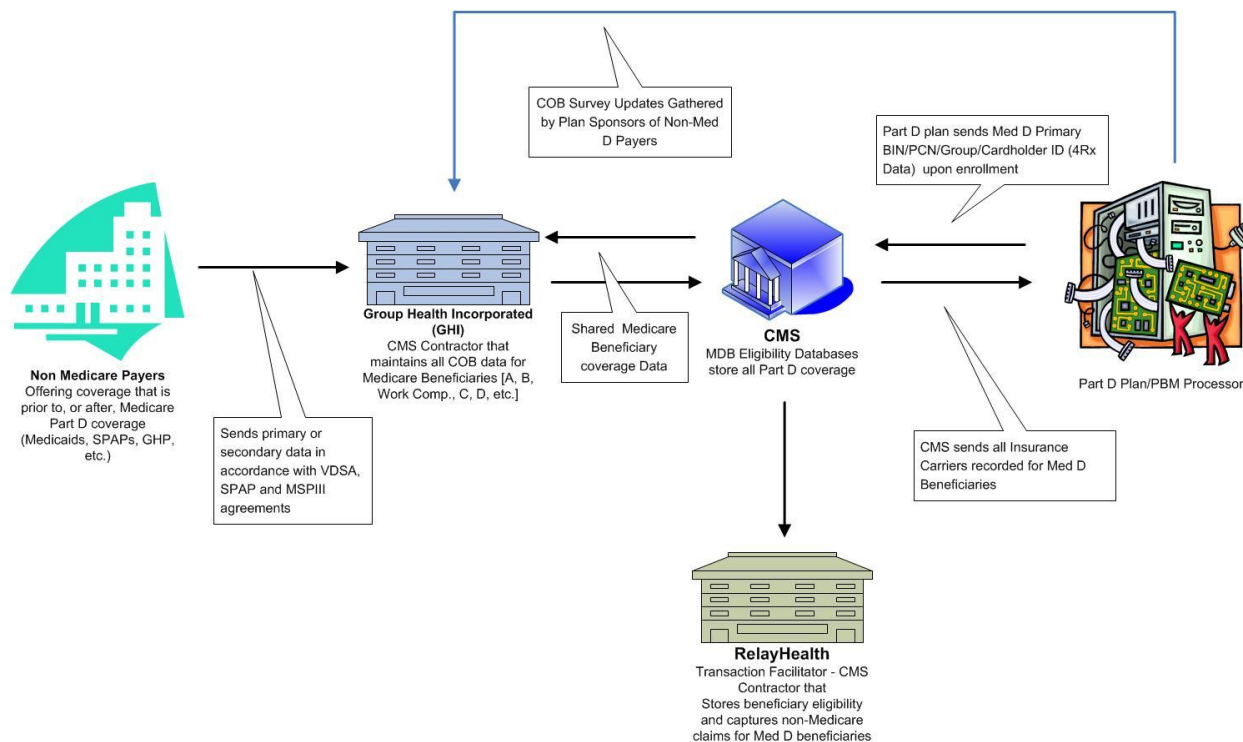 COB Survey Updates Gathered
by Plan Sponsors of Non-Med
D Payers
Part D plan sends Med D Primary
BIN/PCN/Group/Cardholder ID (4Rx
Data) upon enrollment
Non Medicare Payers
Offering coverage that is
prior to, or after, Medicare
Part D coverage
(Medicaids, SPAPs, GHP,
etc.)
Sends primary or
secondary data in
accordance with VDSA,
SPAP and MSPIII
agreements
Group Health Incorporated
(GHI)
CMS Contractor that
maintains all COB data for
Medicare Beneficiaries [A, B,
Work Comp., C, D, etc.]
Shared Medicare
Beneficiary
coverage Data
CMS
MDB Eligibility Databases
store all Part D coverage
Part D Plan/PBM Processor
CMS sends all Insurance
Carriers recorded for Med D
Beneficiaries
RelayHealth
Transaction Facilitator - CMS
Contractor that
Stores beneficiary eligibility
and captures non-Medicare
claims for Med D beneficiaries